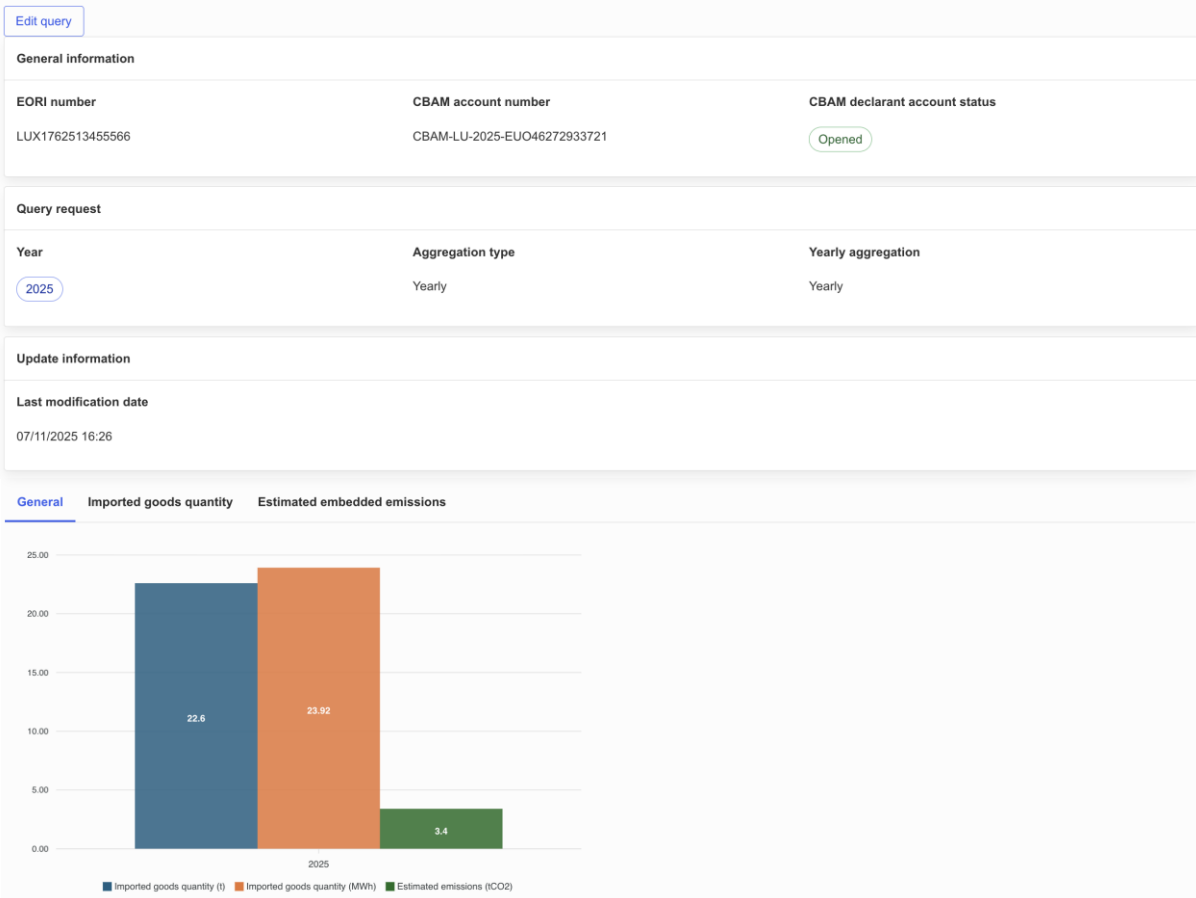 Edit query
General information
EORI number CBAM account number CBAM declarant account status
LUX1762513455566 CBAM-LU-2025-EUO46272933721 Opened
Query request
Year Aggregation type Yearly aggregation
2025 Yearly Yearly
Update information
Last modification date
07/11/2025 16:26
General Imported goods quantity Estimated embedded emissions
25.00
20.00
15.00
10.00
5.00
0.00
22.6
23.92
3.4
2025
Imported goods quantity (t) Imported goods quantity (MWh) Estimated emissions (tCO2)